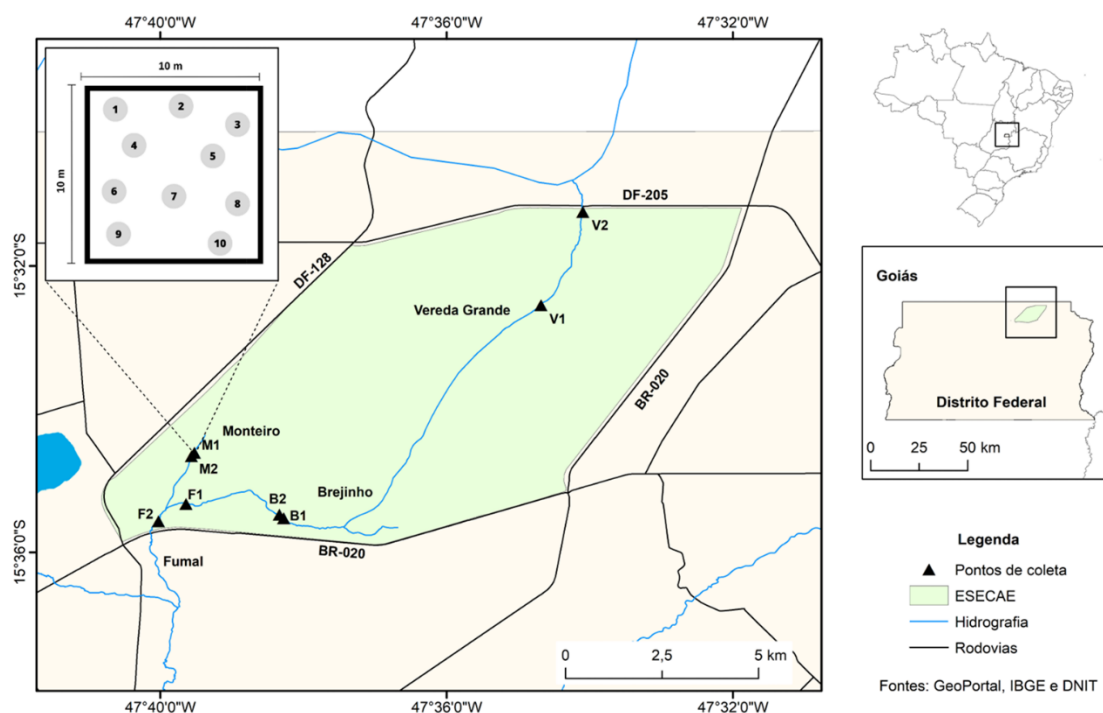 47°40'0"W
47°36'0"W
47°32'0"W
10 m
10 m
1
2
3
4
5
6
7
8
9
10
15°32'0"S
15°36'0"S
DF-205
V2
DF-128
Vereda Grande
V1
BR-020
Monteiro
M1
M2
F1
B2
Brejinho
F2
B1
BR-020
Fumal
0
2,5
5 km
47°40'0"W
47°36'0"W
47°32'0"W
Goiás
Distrito Federal
0
25
50 km
Legenda
Pontos de coleta
ESECAE
Hidrografia
Rodovias
Fontes: GeoPortal, IBGE e DNIT